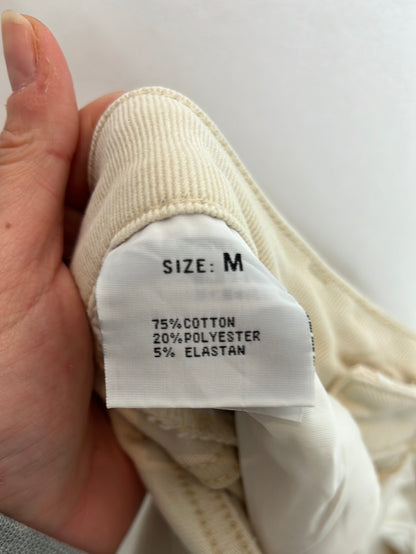 SIZE: M
75%COTTON
20%POLYESTER
5% ELASTAN